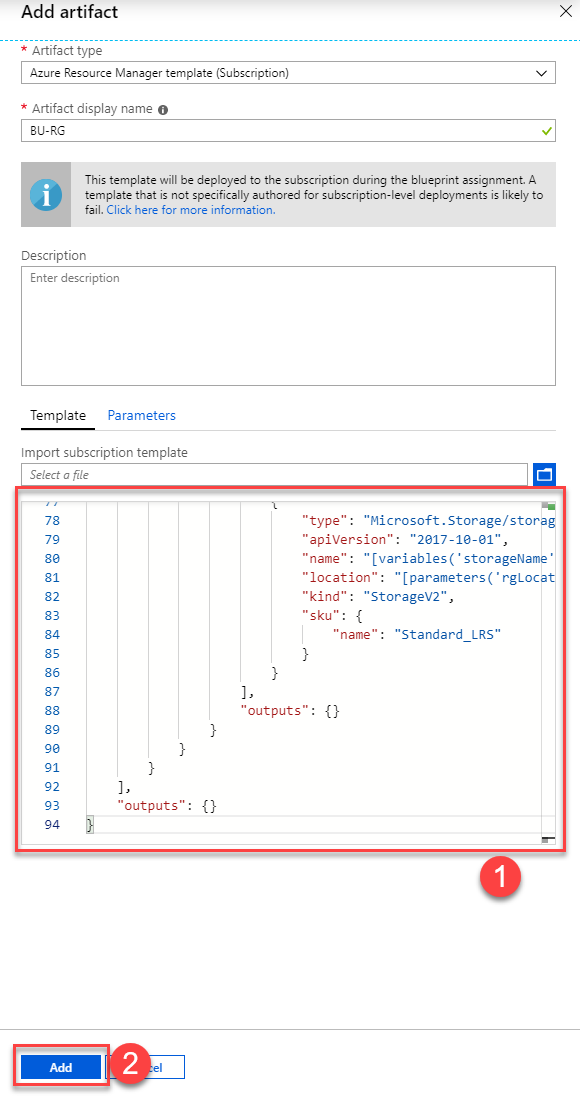 Add artifact
* Artifact type
Azure Resource Manager template (Subscription)
* Artifact display name
BU-RG
This template will be deployed to the subscription during the blueprint assignment. A
template that is not specifically authored for subscription-level deployments is likely to
fail. Click here for more information.
Description
Enter description
Template Parameters
Import subscription template
Select a file
77 {
78 "type": "Microsoft.Storage/storag
79 "apiVersion": "2017-10-01",
80 "name": "[variables('storageName'
81 "location": "[parameters('rgLocat
82 "kind": "StorageV2",
83 "sku": {
84 "name": "Standard_LRS"
85 }
86 }
87 ],
88 "outputs": {}
89 }
90 }
91 }
92 ],
93 "outputs": {}
94 }
1
Add 2 cel